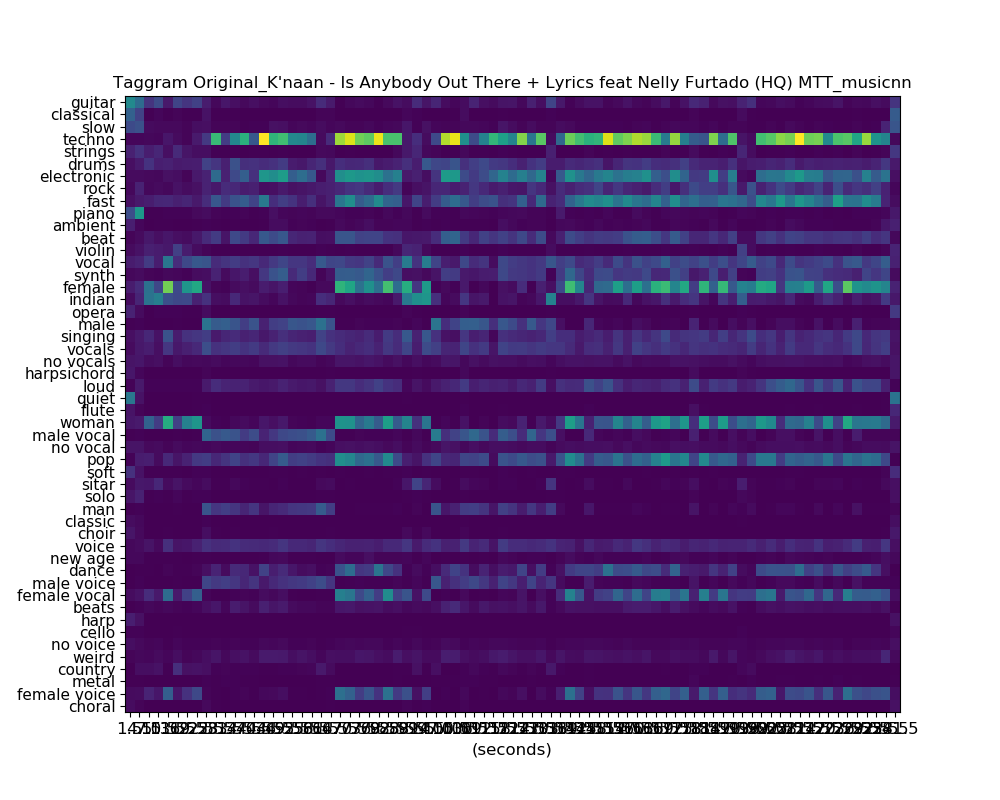 Taggram Original_K'naan - Is Anybody Out There + Lyrics feat Nelly Furtado (HQ) MTT_musicnn
guitar
classical
slow
techno
strings
drums
electronic
rock
fast
piano
ambient
beat
violin
vocal
synth
female
indian
opera
male
singing
vocals
no vocals
harpsichord
loud
quiet
flute
woman
male vocal
no vocal
pop
soft
sitar
solo
man
classic
choir
voice
new age
dance
male voice
female vocal
beats
harp
cello
no voice
weird
country
metal
female voice
choral
(seconds)